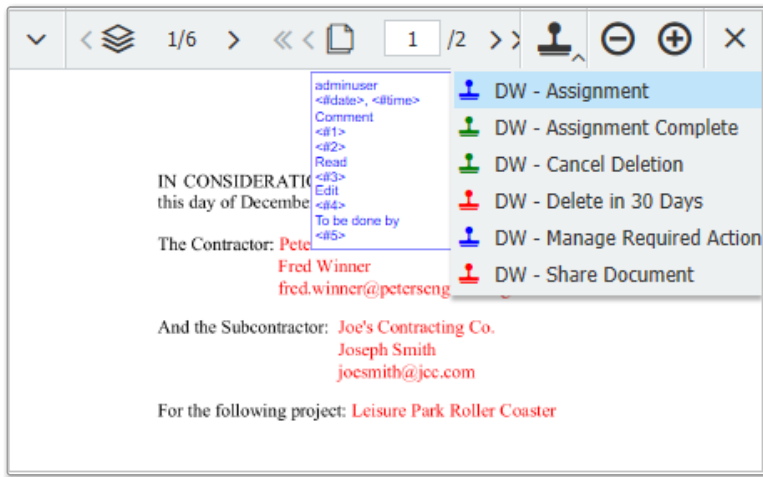 1/6
1 /2
DW - Assignment
DW - Assignment Complete
DW - Cancel Deletion
DW - Delete in 30 Days
DW - Manage Required Action
DW - Share Document
adminuser
<#date>, <#time>
Comment
<#1>
<#2>
Read
<#3>
Edit
<#4>
To be done by
<#5>
IN CONSIDERATI
this day of Decembe
The Contractor: Pete
Fred Winner
fred.winner@peterseng
And the Subcontractor: Joe's Contracting Co.
Joseph Smith
joesmith@jcc.com
For the following project: Leisure Park Roller Coaster